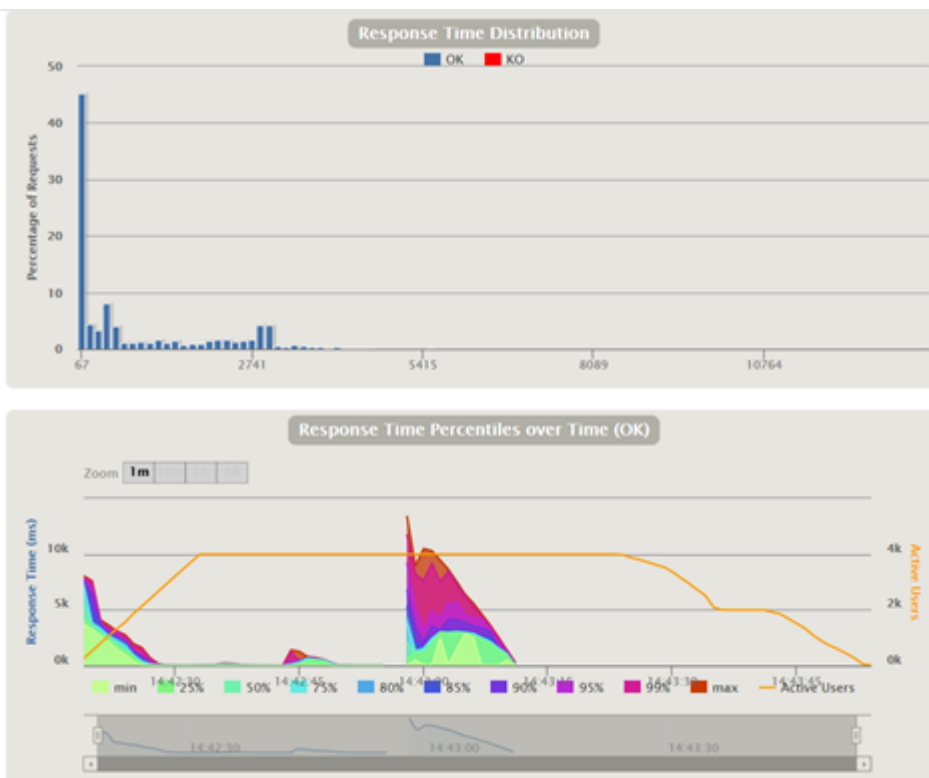 Response Time Distribution
OK KO
Percentage of Requests
50
40
30
20
10
0
67 2741 5415 8089 10764
Response Time Percentiles over Time (OK)
Zoom 1m All
Response Time (ms)
10k
5k
0k
Active Users
4k
2k
0k
14:42:30 14:42:45 14:43:00 14:43:15 14:43:30 14:43:45
min 25% 50% 75% 80% 85% 90% 95% 99% max Active Users
14:42:30 14:43:00 14:43:30